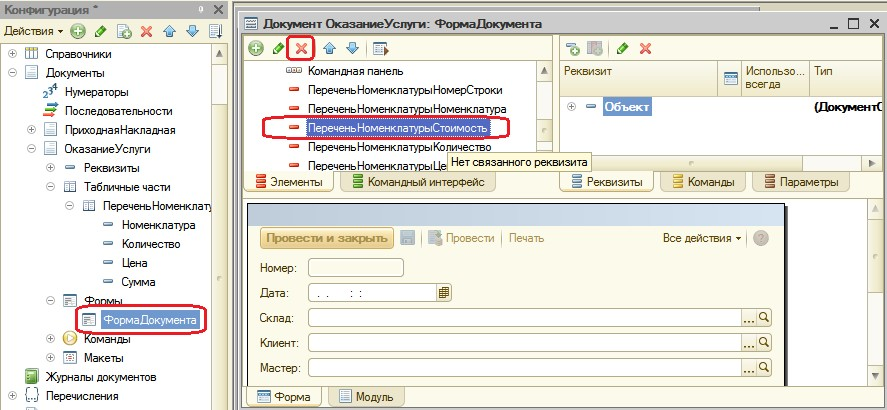 Конфигурация *
Действия
Справочники
Документы
Нумераторы
Последовательности
ПриходнаяНакладная
ОказаниеУслуги
Реквизиты
Табличные части
ПереченьНоменклату
Номенклатура
Количество
Цена
Сумма
Формы
ФормаДокумента
Команды
Макеты
Журналы документов
Перечисления
Документ ОказаниеУслуги: ФормаДокумента
Командная панель
ПереченьНоменклатурыНомерСтроки
ПереченьНоменклатурыНоменклатура
ПереченьНоменклатурыСтоимость
ПереченьНоменклатурыКоличество
ПереченьНоменклатурыЦе
Нет связанного реквизита
Элементы
Командный интерфейс
Реквизит
Использо... всегда
Тип
Объект
(ДокументО
Реквизиты
Команды
Параметры
Провести и закрыть
Провести
Печать
Все действия
Номер:
Дата:
. . : :
Склад:
Клиент:
Мастер:
Форма
Модуль